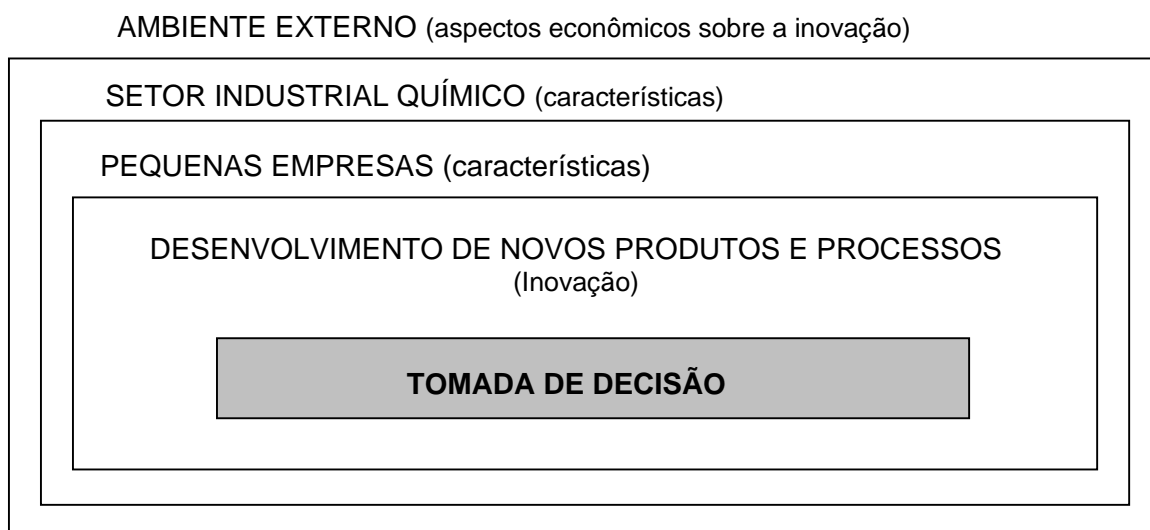 AMBIENTE EXTERNO (aspectos econômicos sobre a inovação)
SETOR INDUSTRIAL QUÍMICO (características)
PEQUENAS EMPRESAS (características)
DESENVOLVIMENTO DE NOVOS PRODUTOS E PROCESSOS
(Inovação)
TOMADA DE DECISÃO